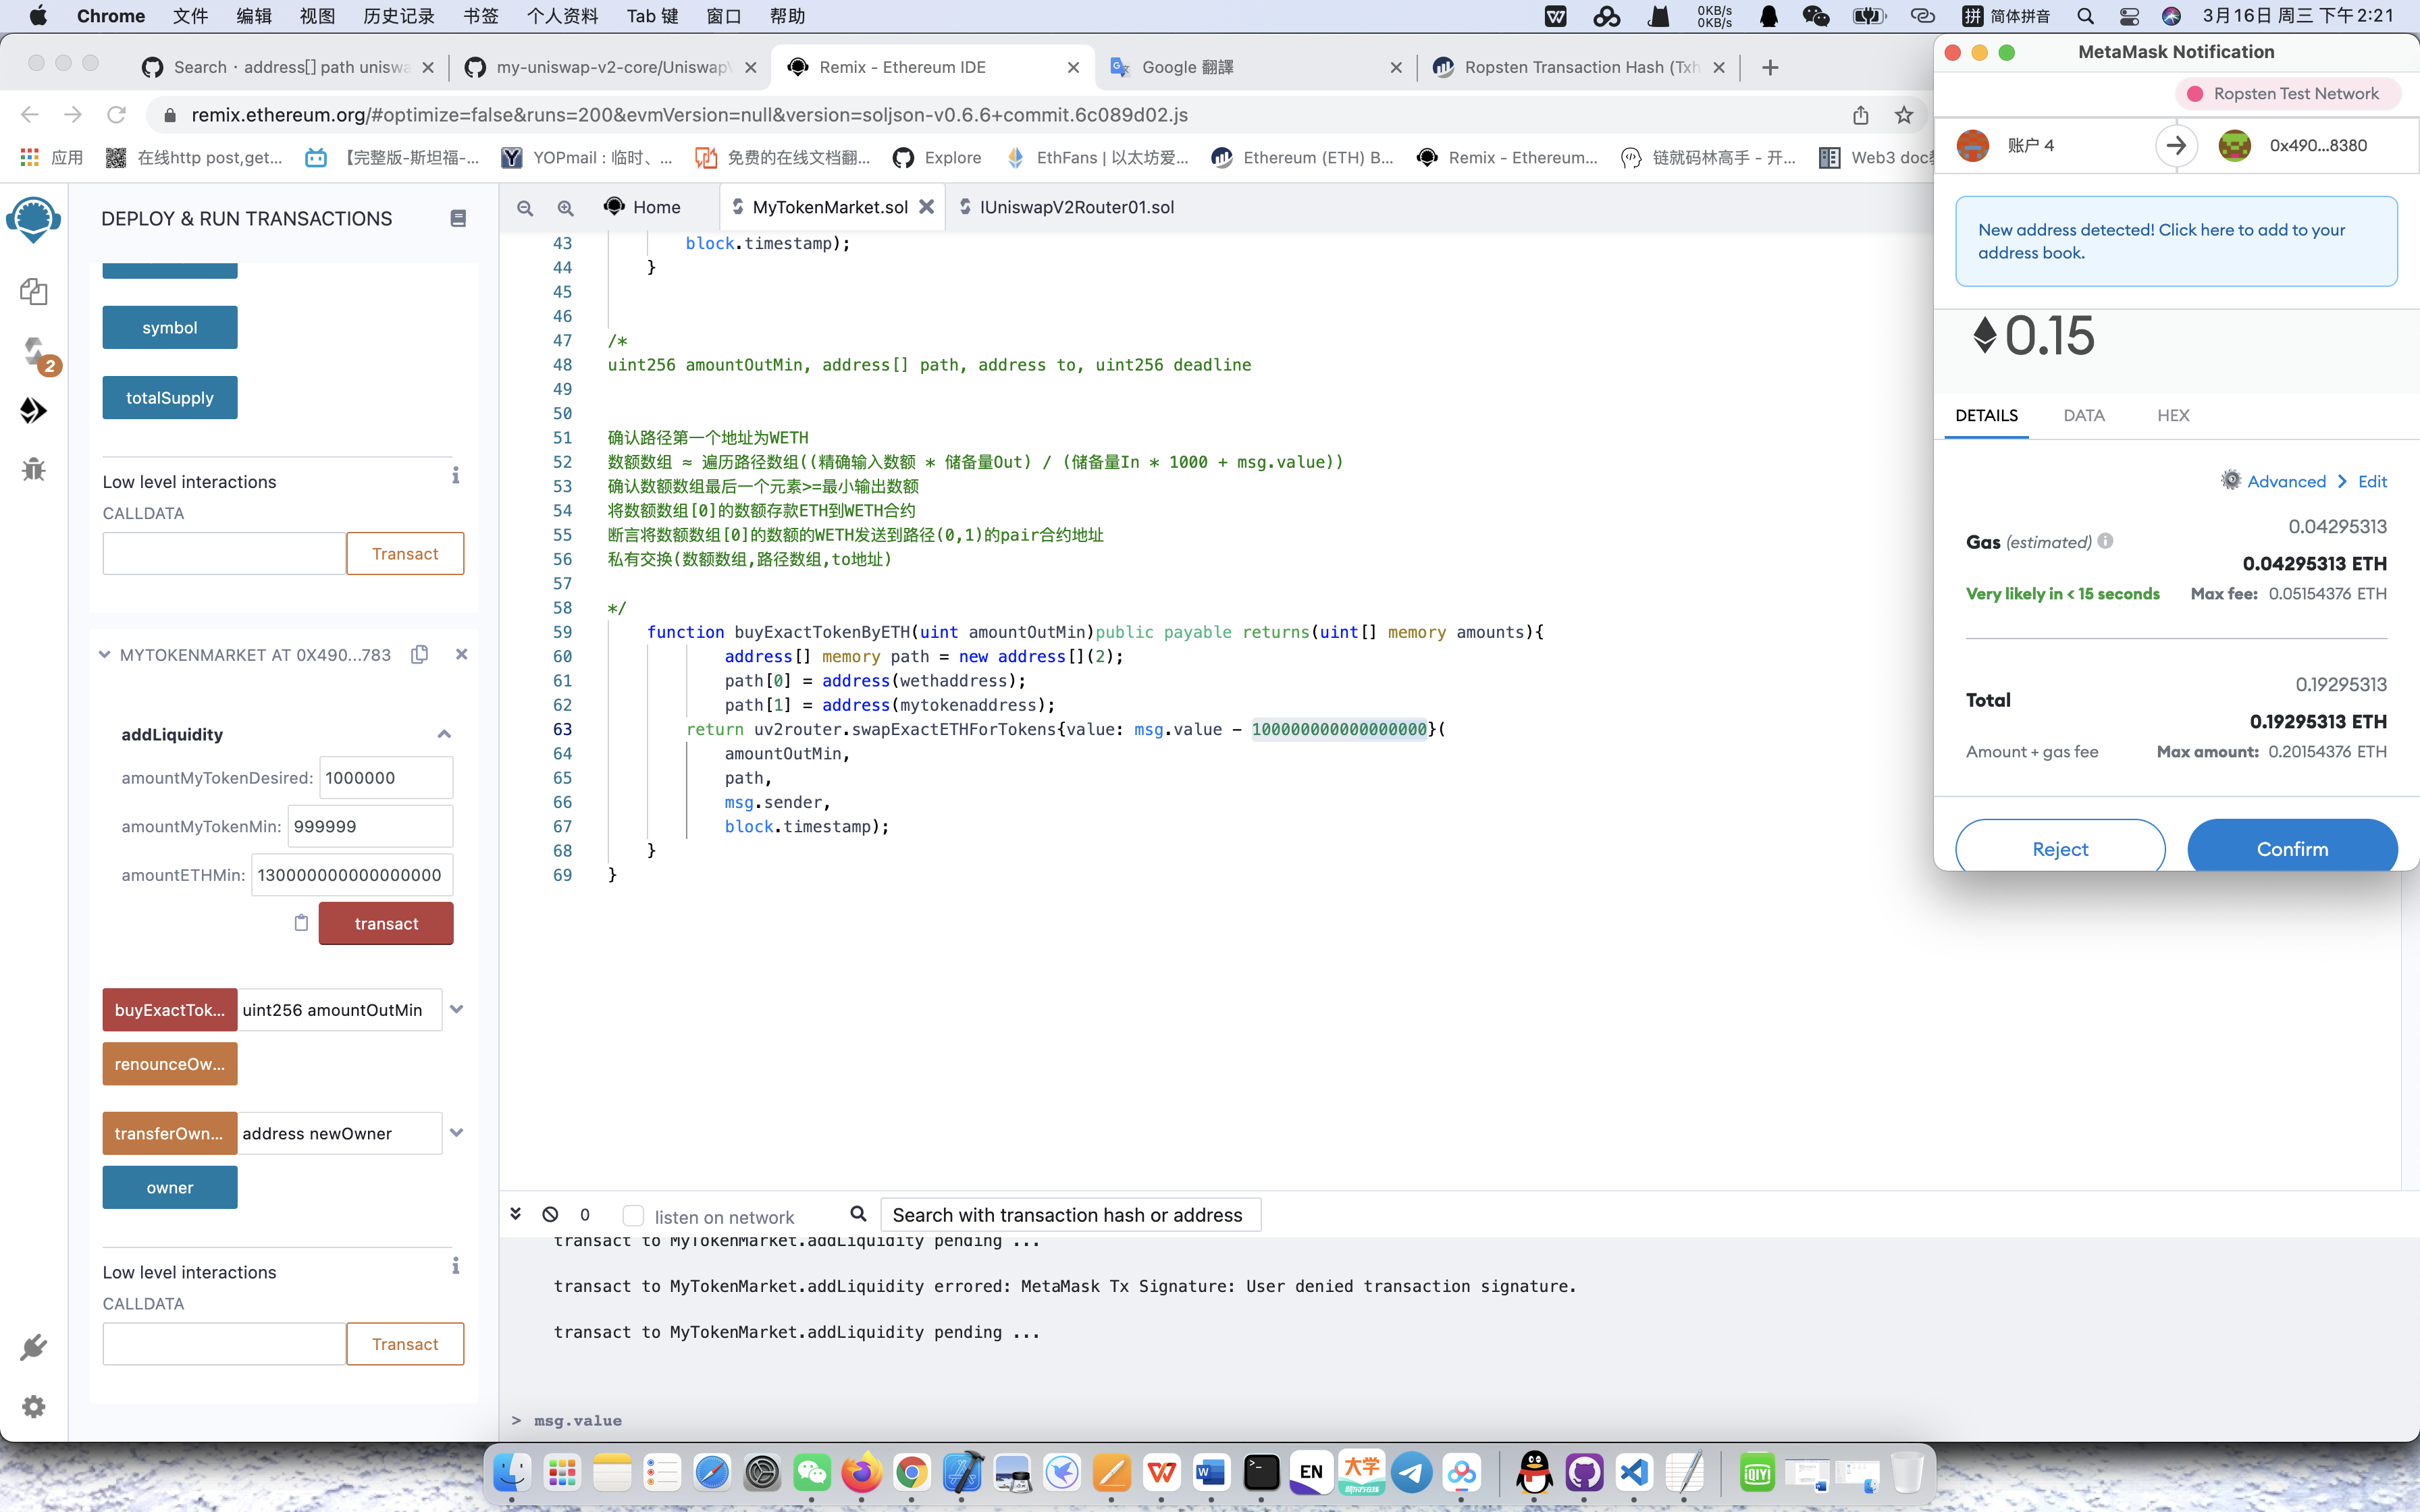 Chrome 文件 编辑 视图 历史记录 书签 个人资料 Tab 键 窗口 帮助
0KB/s
0KB/s
拼 简体拼音
3月16日 周三 下午2:21
Search · address[] path uniswa
my-uniswap-v2-core/Uniswap
Remix - Ethereum IDE
Google 翻譯
Ropsten Transaction Hash (Txh
remix.ethereum.org/#optimize=false&runs=200&evmVersion=null&version=soljson-v0.6.6+commit.6c089d02.js
应用
在线http post,get...
【完整版-斯坦福-...
YOPmail : 临时、...
免费的在线文档翻...
Explore
EthFans | 以太坊爱...
Ethereum (ETH) B...
Remix - Ethereum...
链就码林高手 - 开...
Web3 doc
DEPLOY & RUN TRANSACTIONS
symbol
totalSupply
Low level interactions
CALLDATA
Transact
MYTOKENMARKET AT 0X490...783
addLiquidity
amountMyTokenDesired: 1000000
amountMyTokenMin: 999999
amountETHMin: 130000000000000000
transact
buyExactTok... uint256 amountOutMin
renounceOw...
transferOwn... address newOwner
owner
Low level interactions
CALLDATA
Transact
2
Home
MyTokenMarket.sol
IUniswapV2Router01.sol
43 block.timestamp);
44 }
45
46
47 /*
48 uint256 amountOutMin, address[] path, address to, uint256 deadline
49
50
51 确认路径第一个地址为WETH
52 数额数组 ≈ 遍历路径数组((精确输入数额 * 储备量Out) / (储备量In * 1000 + msg.value))
53 确认数额数组最后一个元素>=最小输出数额
54 将数额数组[0]的数额存款ETH到WETH合约
55 断言将数额数组[0]的数额的WETH发送到路径(0,1)的pair合约地址
56 私有交换(数额数组,路径数组,to地址)
57
58 */
59 function buyExactTokenByETH(uint amountOutMin)public payable returns(uint[] memory amounts){
60 address[] memory path = new address[](2);
61 path[0] = address(wethaddress);
62 path[1] = address(mytokenaddress);
63 return uv2router.swapExactETHForTokens{value: msg.value - 100000000000000000}(
64 amountOutMin,
65 path,
66 msg.sender,
67 block.timestamp);
68 }
69 }
0
listen on network
Search with transaction hash or address
transact to MyTokenMarket.addLiquidity pending ...
transact to MyTokenMarket.addLiquidity errored: MetaMask Tx Signature: User denied transaction signature.
transact to MyTokenMarket.addLiquidity pending ...
> msg.value
MetaMask Notification
Ropsten Test Network
账户 4
0x490...8380
New address detected! Click here to add to your
address book.
0.15
DETAILS
DATA
HEX
Advanced
Edit
0.04295313
Gas (estimated)
0.04295313 ETH
Very likely in < 15 seconds
Max fee: 0.05154376 ETH
0.19295313
Total
0.19295313 ETH
Amount + gas fee
Max amount: 0.20154376 ETH
Reject
Confirm
EN
大学
iQIYI